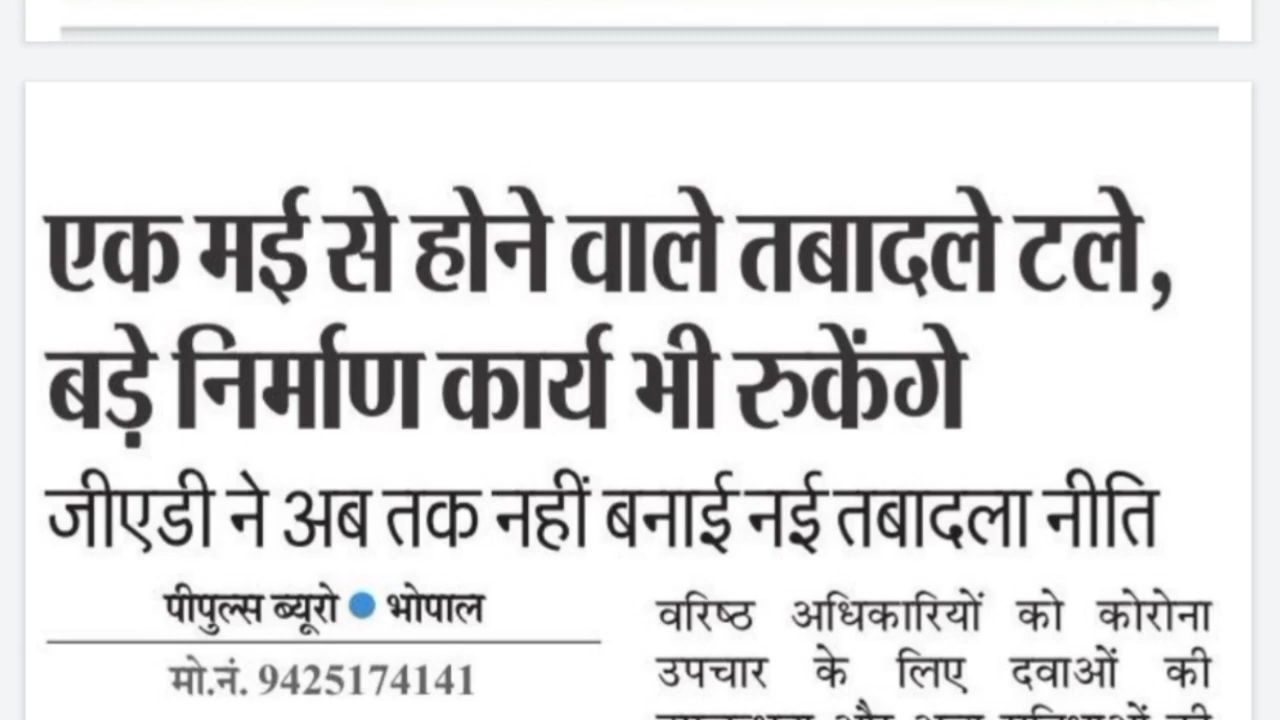 एक मई से होने वाले तबादले टले,
बड़े निर्माण कार्य भी रुकेंगे
जीएडी ने अब तक नहीं बनाई नई तबादला नीति
पीपुल्स ब्यूरो ● भोपाल
मो.नं. 9425174141
वरिष्ठ अधिकारियों को कोरोना
उपचार के लिए दवाओं की